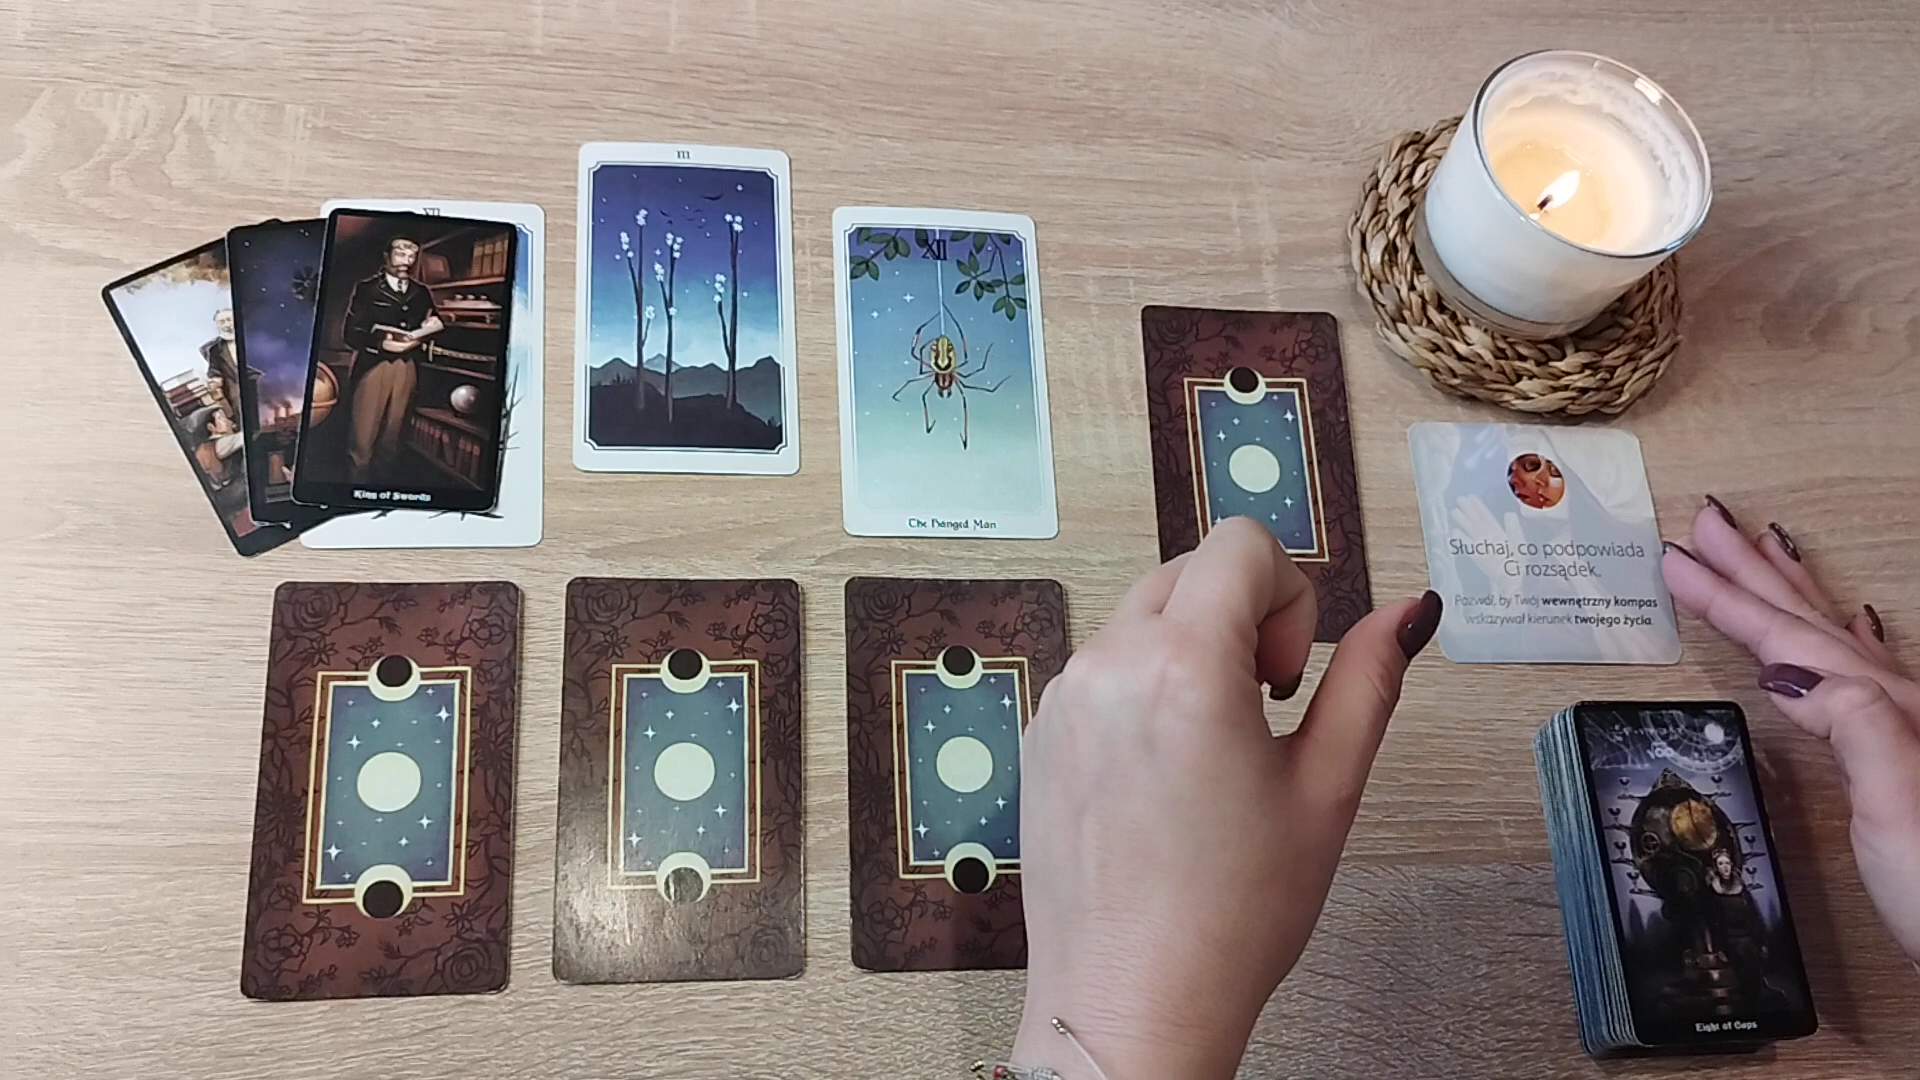 III
XII
King of Swords
XII
The Hanged Man
Słuchaj, co podpowiada
Ci rozsądek.
Pozwól, by Twój wewnętrzny kompas
wskazywał kierunek twojego życia.
Eight of Cups